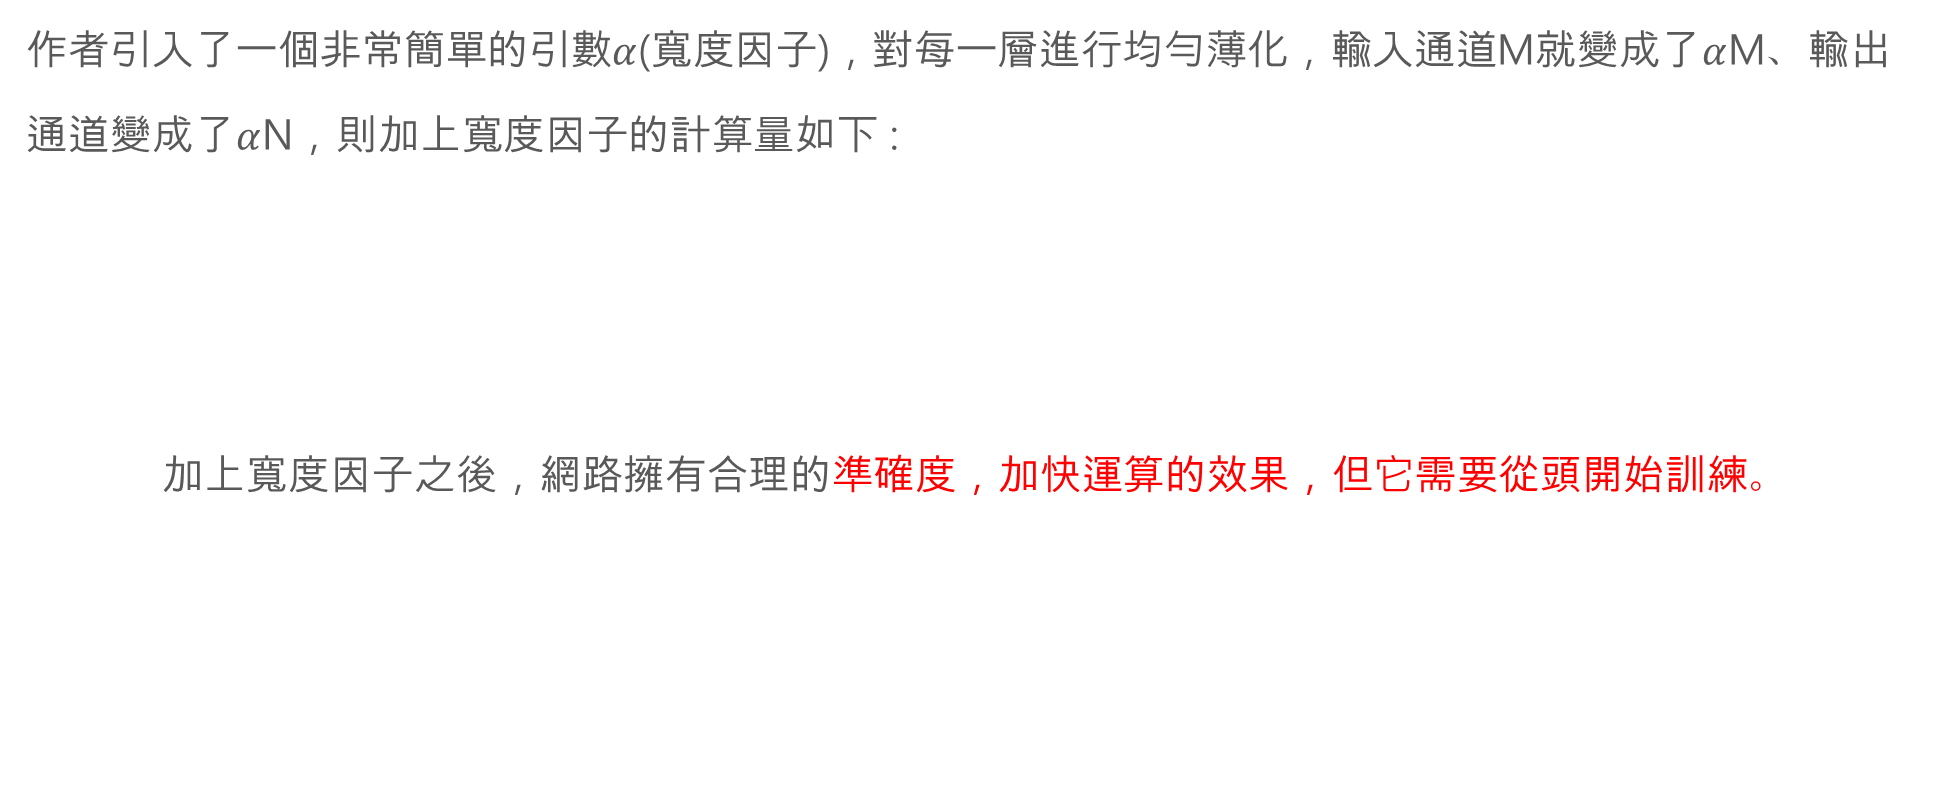 作者引入了一個非常簡單的引數α(寬度因子)，對每一層進行均勻薄化，輸入通道M就變成了αM、輸出
通道變成了αN，則加上寬度因子的計算量如下：
加上寬度因子之後，網路擁有合理的準確度，加快運算的效果，但它需要從頭開始訓練。